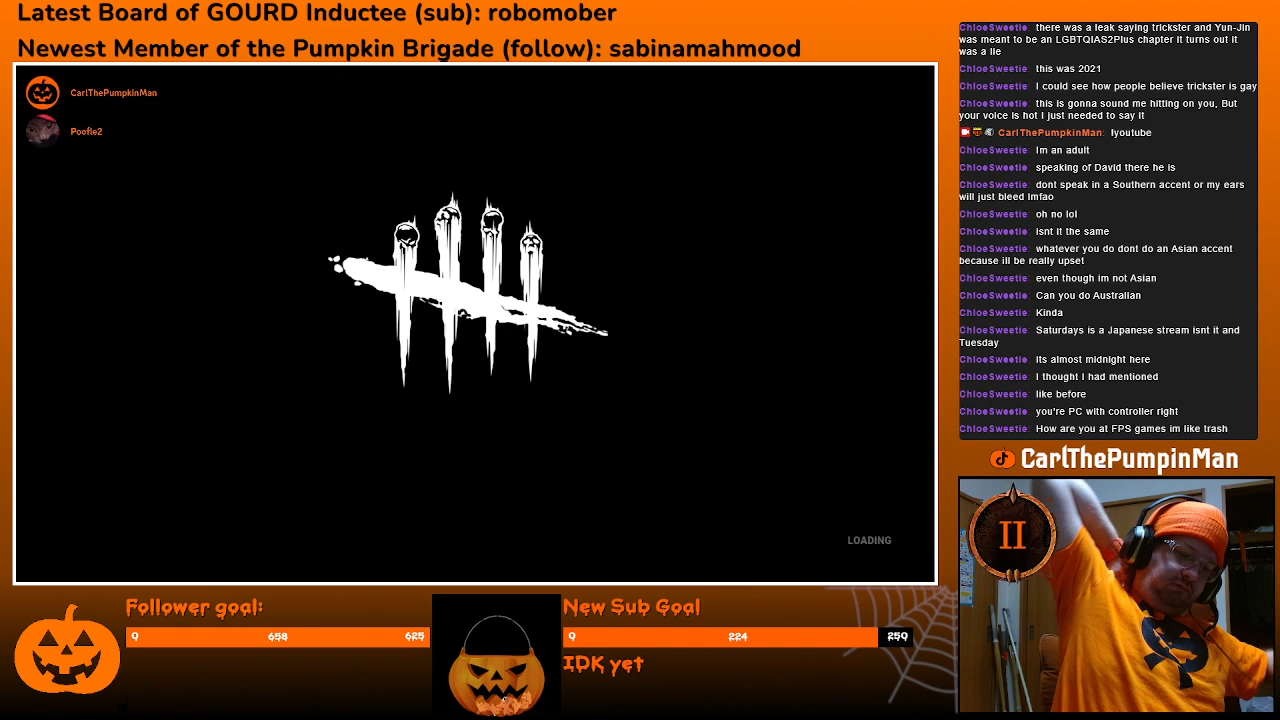 Latest Board of GOURD Inductee (sub): robomober
Newest Member of the Pumpkin Brigade (follow): sabinamahmood
CarlThePumpkinMan
Poofle2
LOADING
ChloeSweetie: there was a leak saying trickster and Yun-Jin
was meant to be an LGBTQIAS2Plus chapter it turns out it
was a lie
ChloeSweetie: this was 2021
ChloeSweetie: I could see how people believe trickster is gay
ChloeSweetie: this is gonna sound me hitting on you, But
your voice is hot I just needed to say it
CarlThePumpkinMan: !youtube
ChloeSweetie: Im an adult
ChloeSweetie: speaking of David there he is
ChloeSweetie: dont speak in a Southern accent or my ears
will just bleed lmfao
ChloeSweetie: oh no lol
ChloeSweetie: isnt it the same
ChloeSweetie: whatever you do dont do an Asian accent
because ill be really upset
ChloeSweetie: even though im not Asian
ChloeSweetie: Can you do Australian
ChloeSweetie: Kinda
ChloeSweetie: Saturdays is a Japanese stream isnt it and
Tuesday
ChloeSweetie: Its almost midnight here
ChloeSweetie: I thought I had mentioned
ChloeSweetie: like before
ChloeSweetie: you're PC with controller right
ChloeSweetie: How are you at FPS games im like trash
CarlThePumpinMan
II
Follower goal:
0 658 625
New Sub Goal
0 224 250
IDK yet